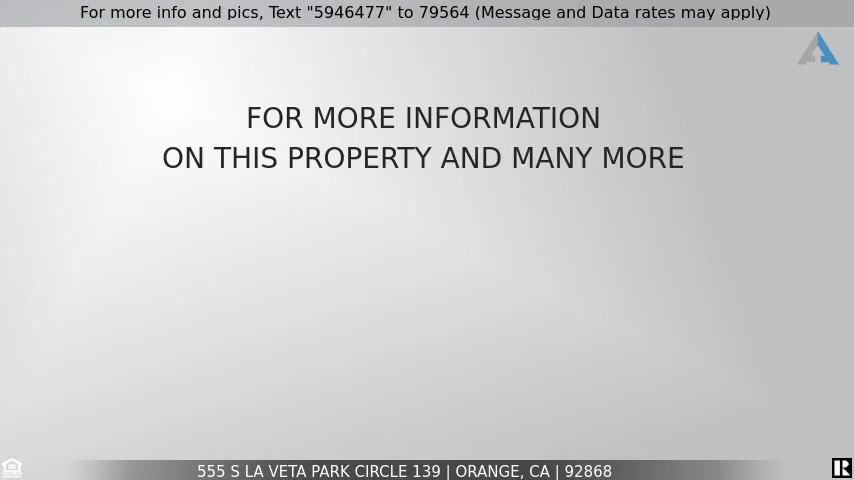 For more info and pics, Text "5946477" to 79564 (Message and Data rates may apply)
FOR MORE INFORMATION
ON THIS PROPERTY AND MANY MORE
555 S LA VETA PARK CIRCLE 139 | ORANGE, CA | 92868